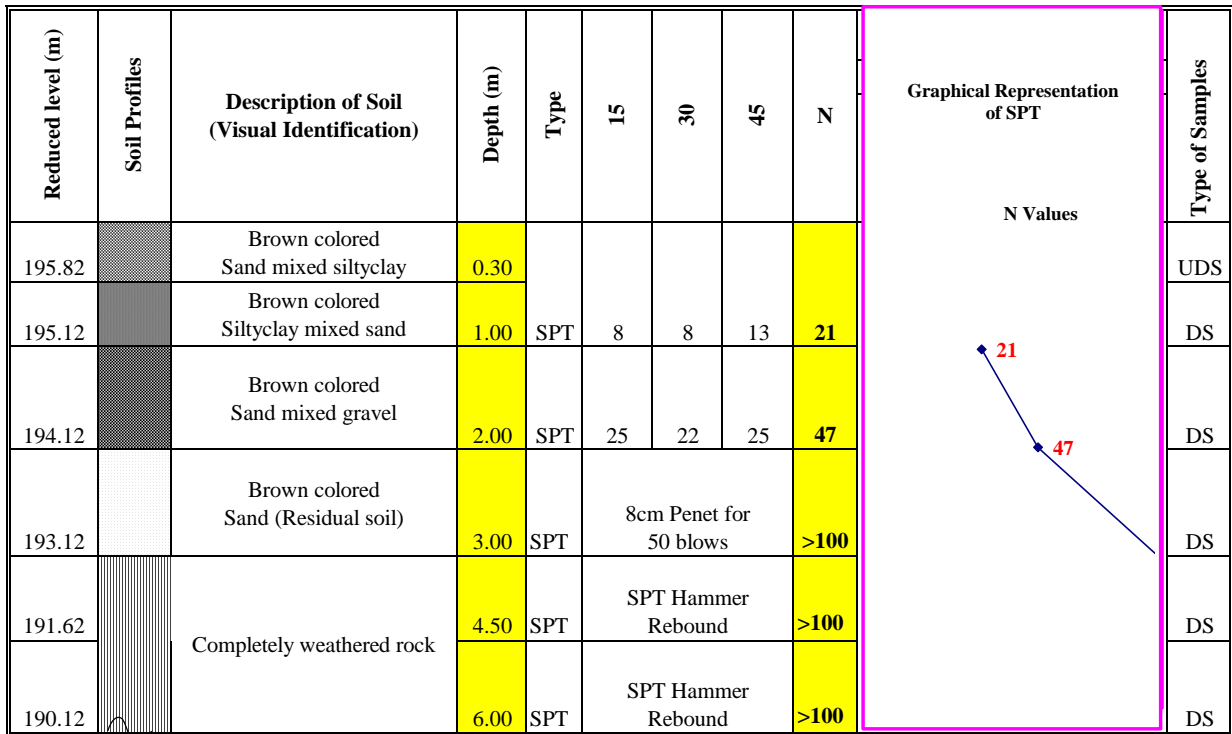 Reduced level (m)
Soil Profiles
Description of Soil
(Visual Identification)
Depth (m)
Type
15
30
45
N
Graphical Representation
of SPT
N Values
Type of Samples
Brown colored
Sand mixed siltyclay
195.82
0.30
UDS
Brown colored
Siltyclay mixed sand
195.12
1.00
SPT
8
8
13
21
DS
21
Brown colored
Sand mixed gravel
194.12
2.00
SPT
25
22
25
47
DS
47
Brown colored
Sand (Residual soil)
193.12
3.00
SPT
8cm Penet for
50 blows
>100
DS
191.62
Completely weathered rock
4.50
SPT
SPT Hammer
Rebound
>100
DS
190.12
6.00
SPT
SPT Hammer
Rebound
>100
DS